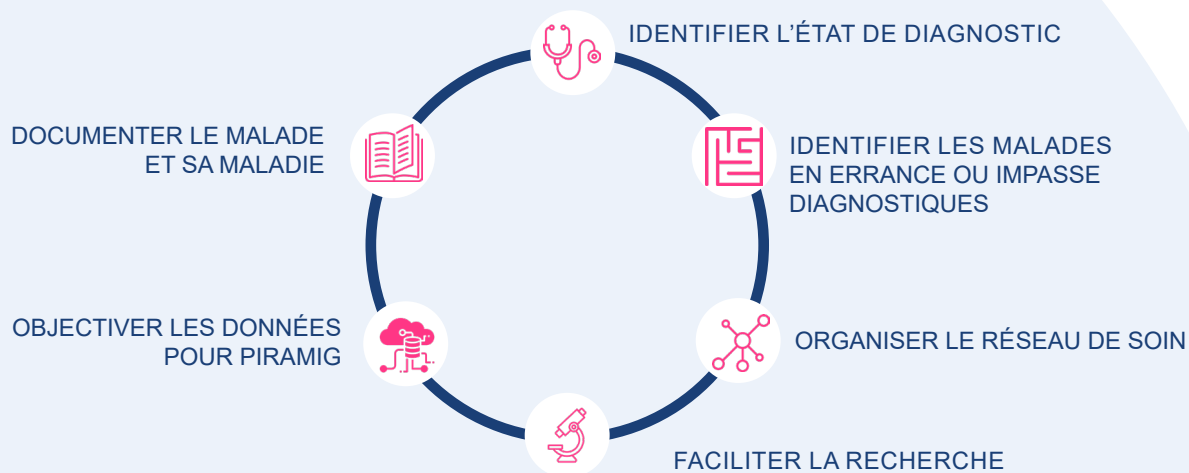 IDENTIFIER L'ÉTAT DE DIAGNOSTIC
DOCUMENTER LE MALADE
ET SA MALADIE
IDENTIFIER LES MALADES
EN ERRANCE OU IMPASSE
DIAGNOSTIQUES
OBJECTIVER LES DONNÉES
POUR PIRAMIG
ORGANISER LE RÉSEAU DE SOIN
FACILITER LA RECHERCHE